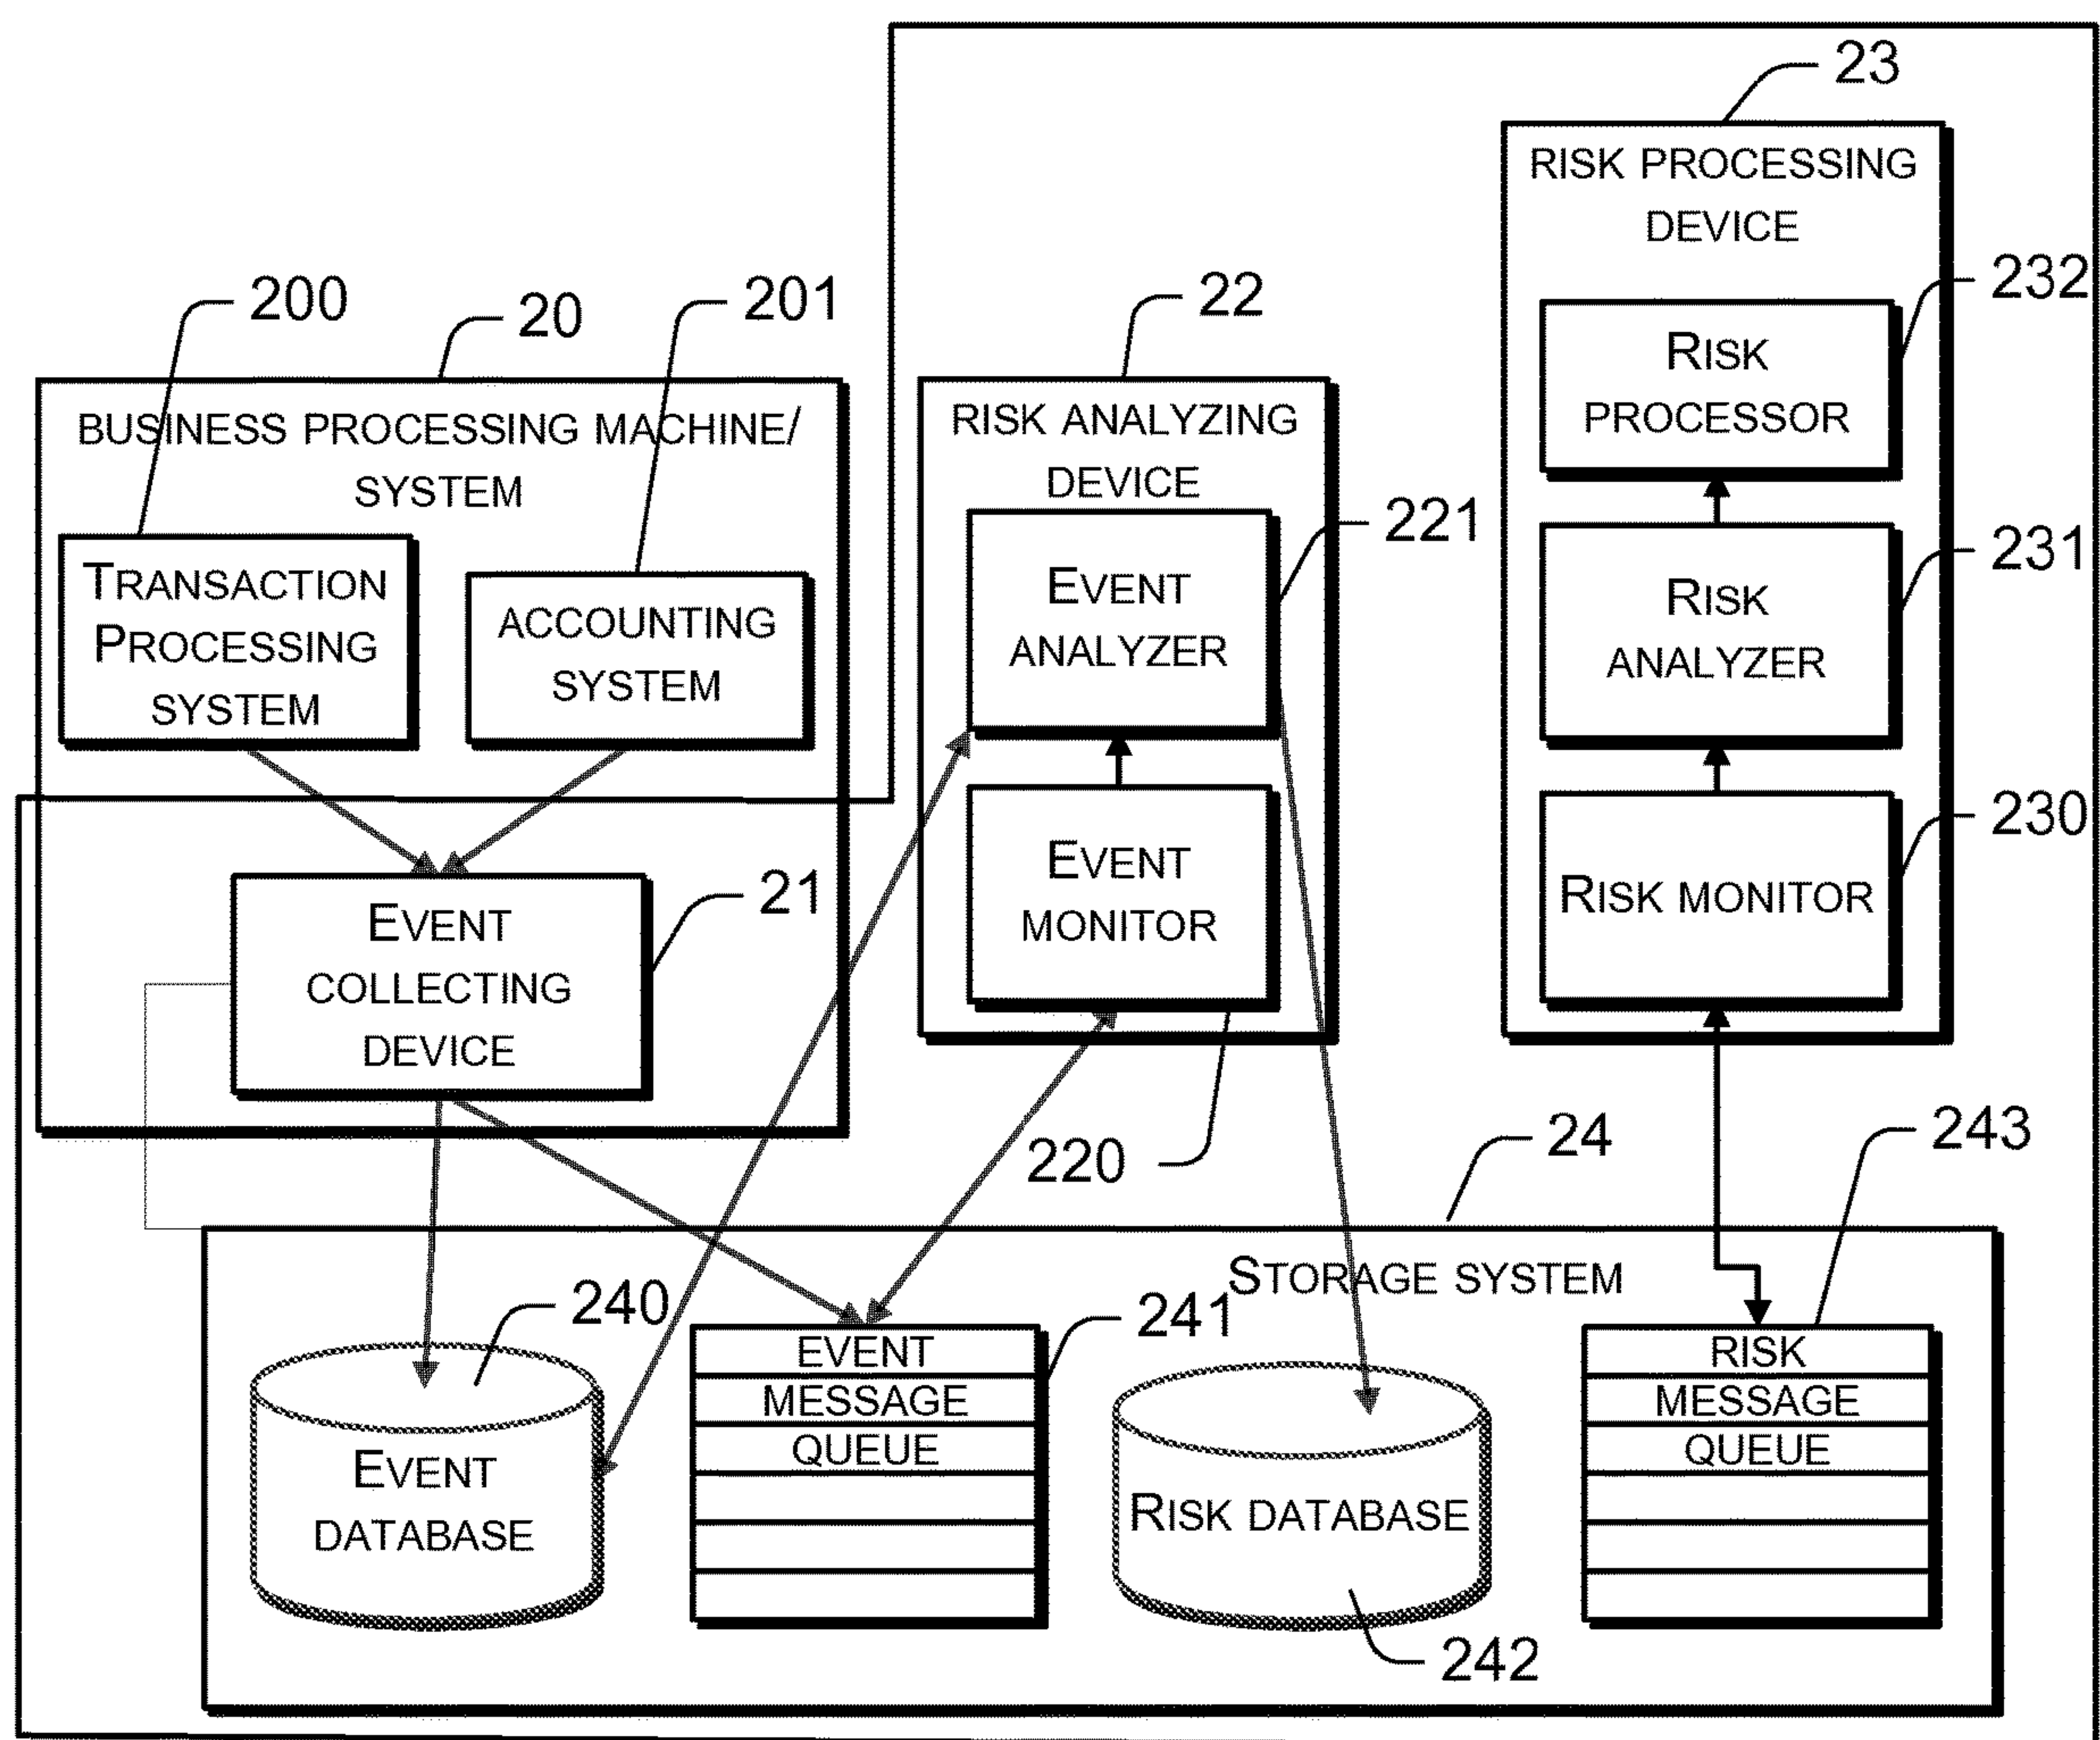 23
RISK PROCESSING
DEVICE
232
RISK
PROCESSOR
231
RISK
ANALYZER
230
RISK MONITOR
200
20
201
22
BUSINESS PROCESSING MACHINE/
SYSTEM
TRANSACTION
PROCESSING
SYSTEM
ACCOUNTING
SYSTEM
RISK ANALYZING
DEVICE
221
EVENT
ANALYZER
EVENT
MONITOR
220
EVENT
COLLECTING
DEVICE
21
24
243
STORAGE SYSTEM
240
EVENT
DATABASE
241
EVENT
MESSAGE
QUEUE
RISK DATABASE
242
RISK
MESSAGE
QUEUE